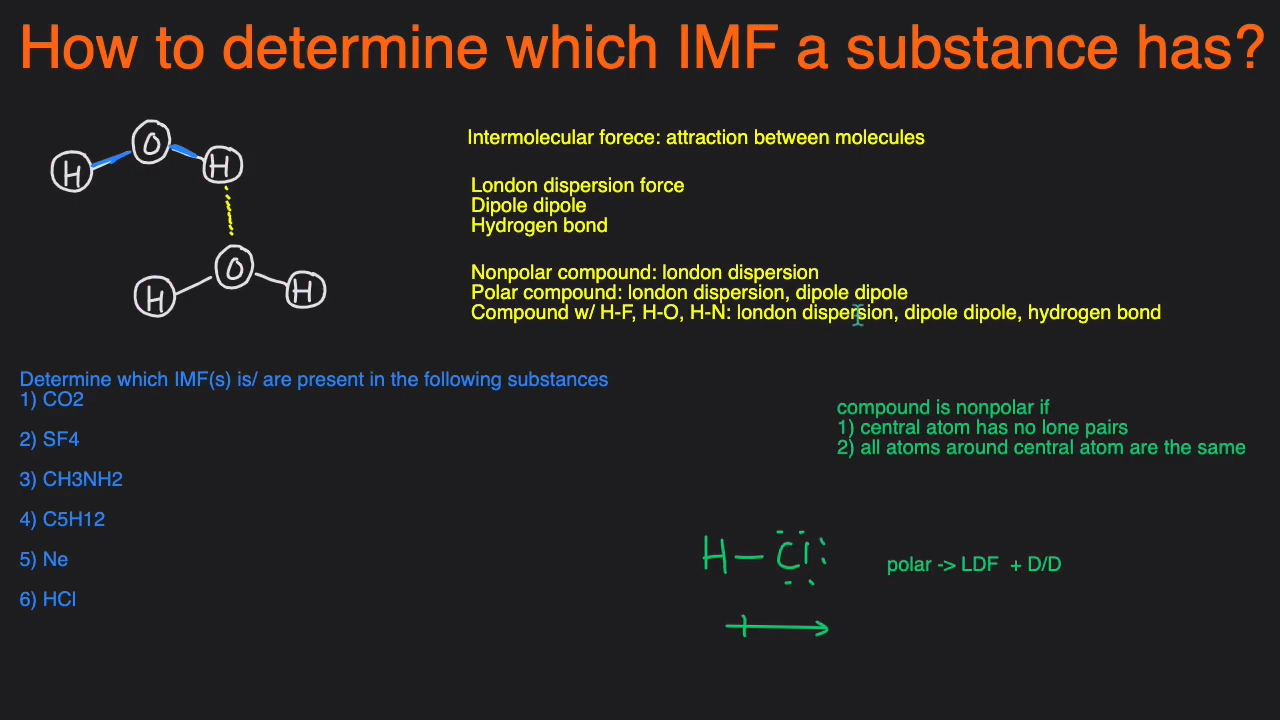 How to determine which IMF a substance has?
H
O
H
O
H
H
Intermolecular forece: attraction between molecules
London dispersion force
Dipole dipole
Hydrogen bond
Nonpolar compound: london dispersion
Polar compound: london dispersion, dipole dipole
Compound w/ H-F, H-O, H-N: london dispersion, dipole dipole, hydrogen bond
Determine which IMF(s) is/ are present in the following substances
1) CO2
2) SF4
3) CH3NH2
4) C5H12
5) Ne
6) HCl
compound is nonpolar if
1) central atom has no lone pairs
2) all atoms around central atom are the same
H — Cl
polar -> LDF + D/D